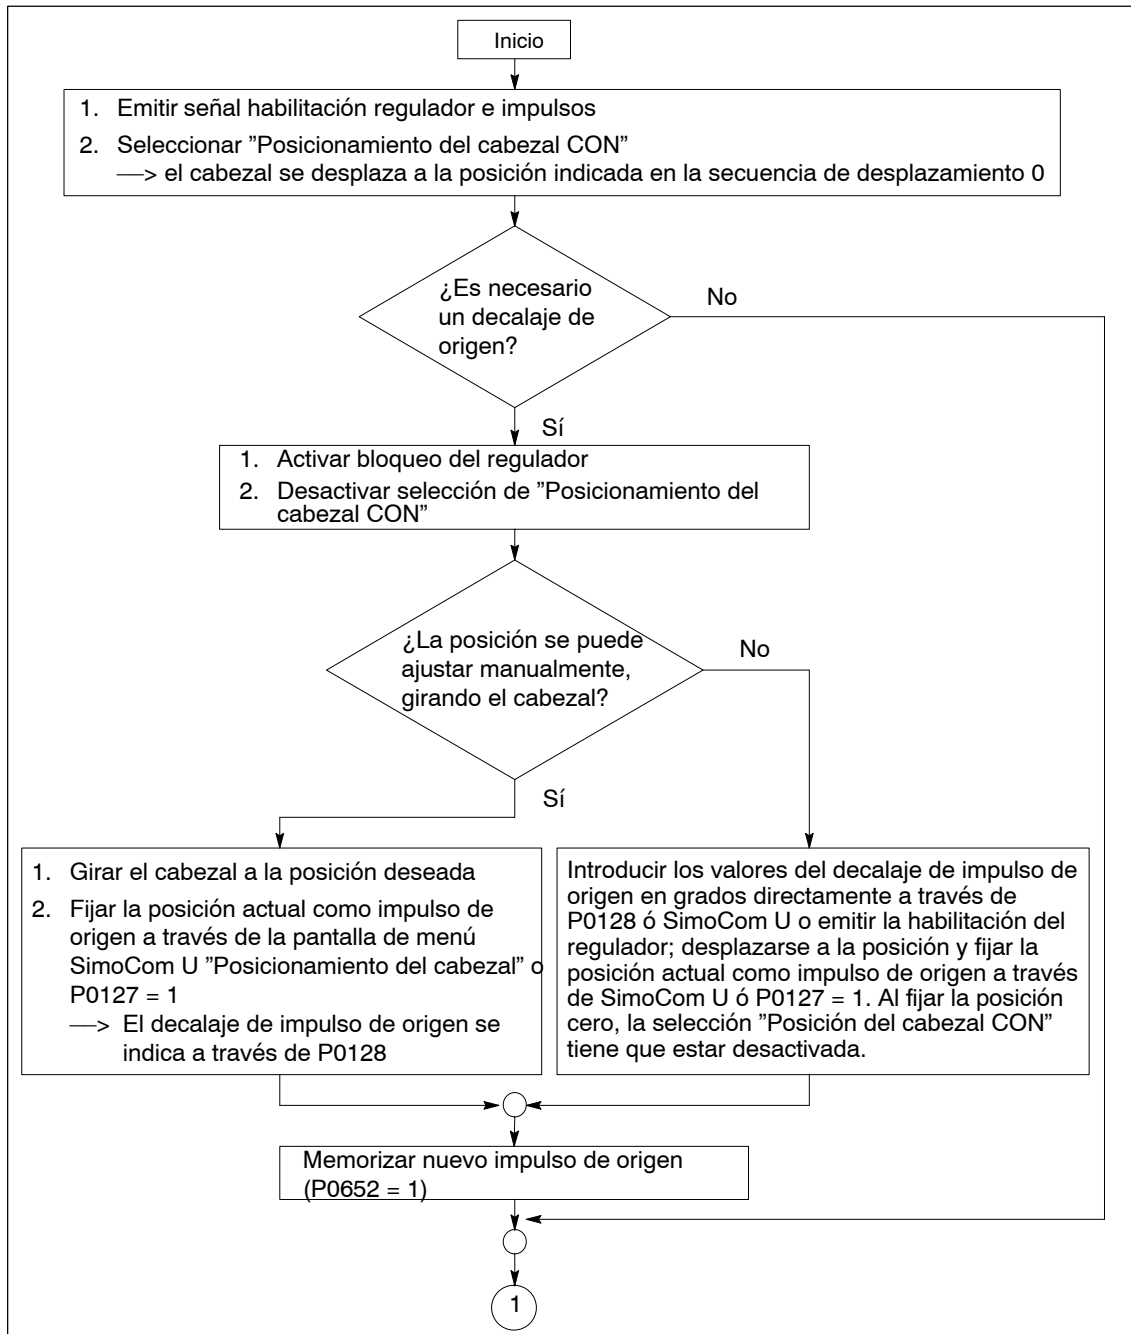 Inicio
1. Emitir señal habilitación regulador e impulsos
2. Seleccionar ”Posicionamiento del cabezal CON”
—> el cabezal se desplaza a la posición indicada en la secuencia de desplazamiento 0
¿Es necesario
un decalaje de
origen?
No
Sí
1. Activar bloqueo del regulador
2. Desactivar selección de ”Posicionamiento del
cabezal CON”
¿La posición se puede
ajustar manualmente,
girando el cabezal?
No
Sí
1. Girar el cabezal a la posición deseada
2. Fijar la posición actual como impulso de
origen a través de la pantalla de menú
SimoCom U ”Posicionamiento del cabezal” o
P0127 = 1
—> El decalaje de impulso de origen se
indica a través de P0128
Introducir los valores del decalaje de impulso de
origen en grados directamente a través de
P0128 ó SimoCom U o emitir la habilitación del
regulador; desplazarse a la posición y fijar la
posición actual como impulso de origen a través
de SimoCom U ó P0127 = 1. Al fijar la posición
cero, la selección ”Posición del cabezal CON”
tiene que estar desactivada.
Memorizar nuevo impulso de origen
(P0652 = 1)
1